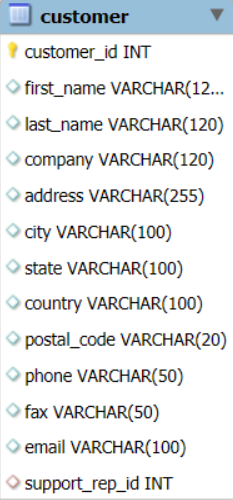 customer
customer_id INT
first_name VARCHAR(12...
last_name VARCHAR(120)
company VARCHAR(120)
address VARCHAR(255)
city VARCHAR(100)
state VARCHAR(100)
country VARCHAR(100)
postal_code VARCHAR(20)
phone VARCHAR(50)
fax VARCHAR(50)
email VARCHAR(100)
support_rep_id INT